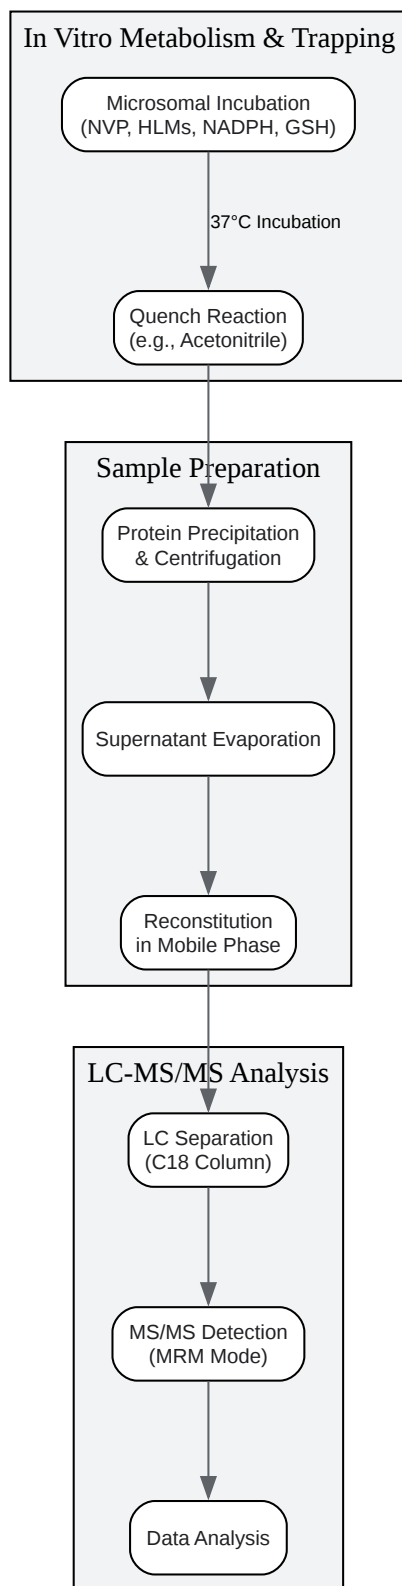 In Vitro Metabolism & Trapping
Microsomal Incubation
(NVP, HLMs, NADPH, GSH)
37°C Incubation
Quench Reaction
(e.g., Acetonitrile)
Sample Preparation
Protein Precipitation
& Centrifugation
Supernatant Evaporation
Reconstitution
in Mobile Phase
LC-MS/MS Analysis
LC Separation
(C18 Column)
MS/MS Detection
(MRM Mode)
Data Analysis